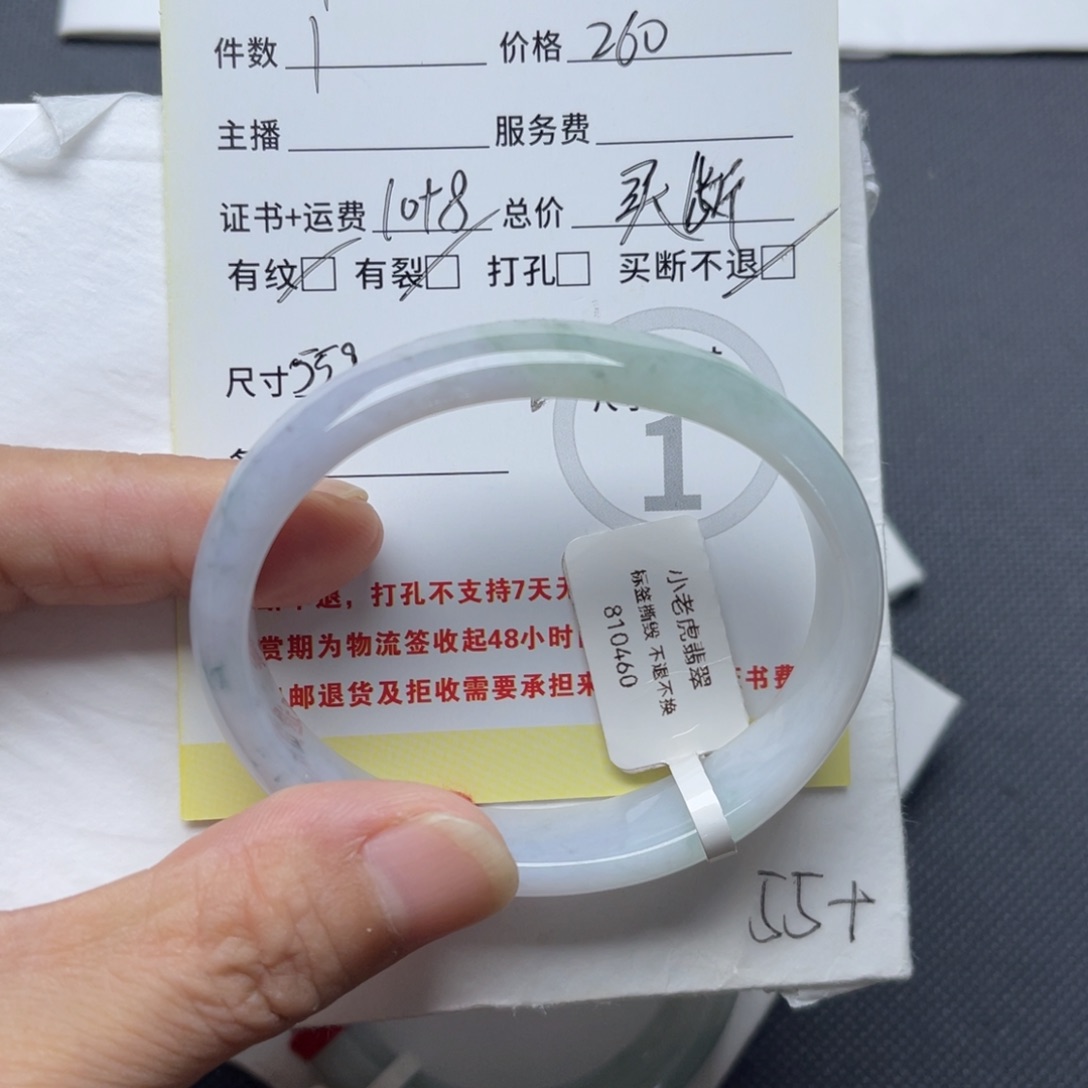 件数 1 价格 260
主播 服务费
证书+运费 10+8 总价 买断
有纹 有裂 打孔□ 买断不退
尺寸 55
1
退，打孔不支持7天
赏期为物流签收起48小时
邮退货及拒收需要承担来
书费
小老虎翡翠
标签撕毁 不退不换
810460
55+